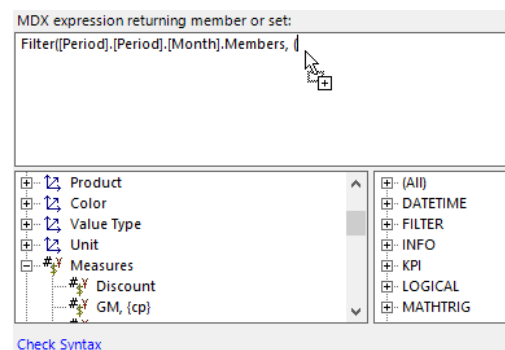 MDX expression returning member or set:
Filter([Period].[Period].[Month].Members, (
Product
Color
Value Type
Unit
Measures
Discount
GM, {cp}
(All)
DATETIME
FILTER
INFO
KPI
LOGICAL
MATHTRIG
Check Syntax